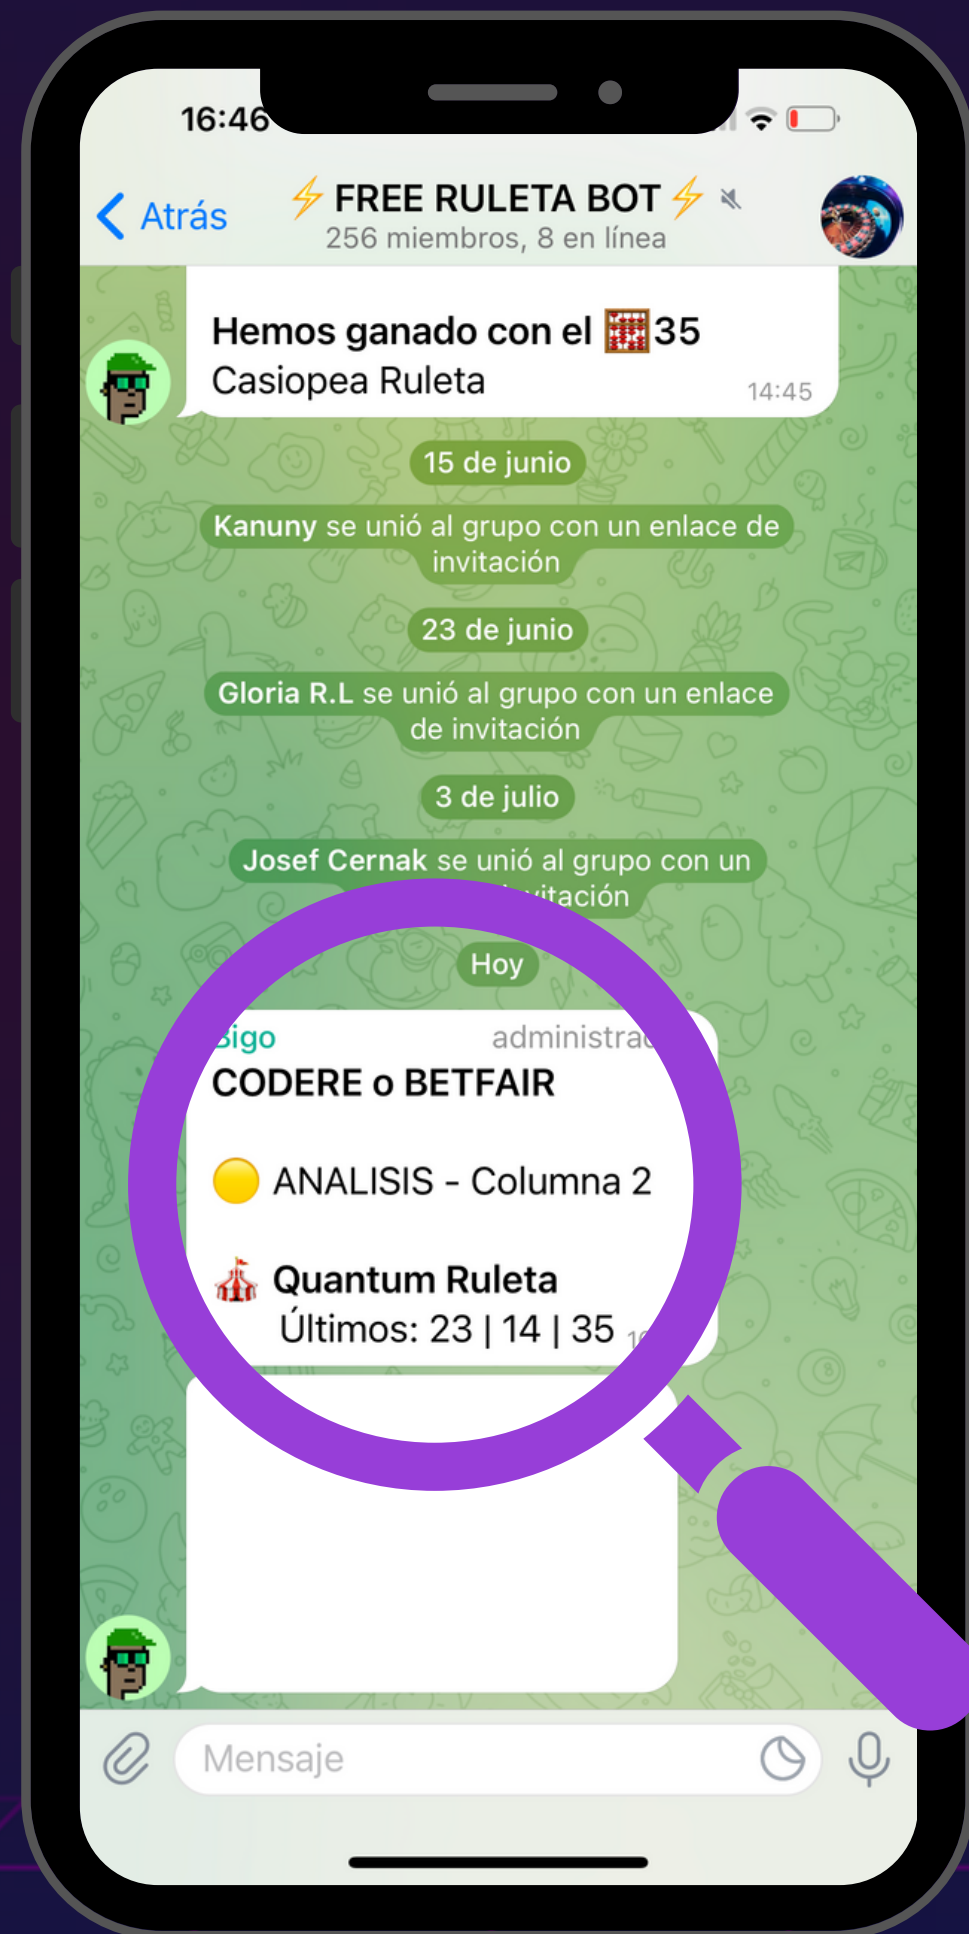 16:46
Atrás
⚡ FREE RULETA BOT ⚡
256 miembros, 8 en línea
Hemos ganado con el 🧮35
Casiopea Ruleta
14:45
15 de junio
Kanuny se unió al grupo con un enlace de
invitación
23 de junio
Gloria R.L se unió al grupo con un enlace
de invitación
3 de julio
Josef Cernak se unió al grupo con un
Hoy
CODERE o BETFAIR
🟡 ANALISIS - Columna 2
🎪 Quantum Ruleta
Últimos: 23 | 14 | 35
Mensaje